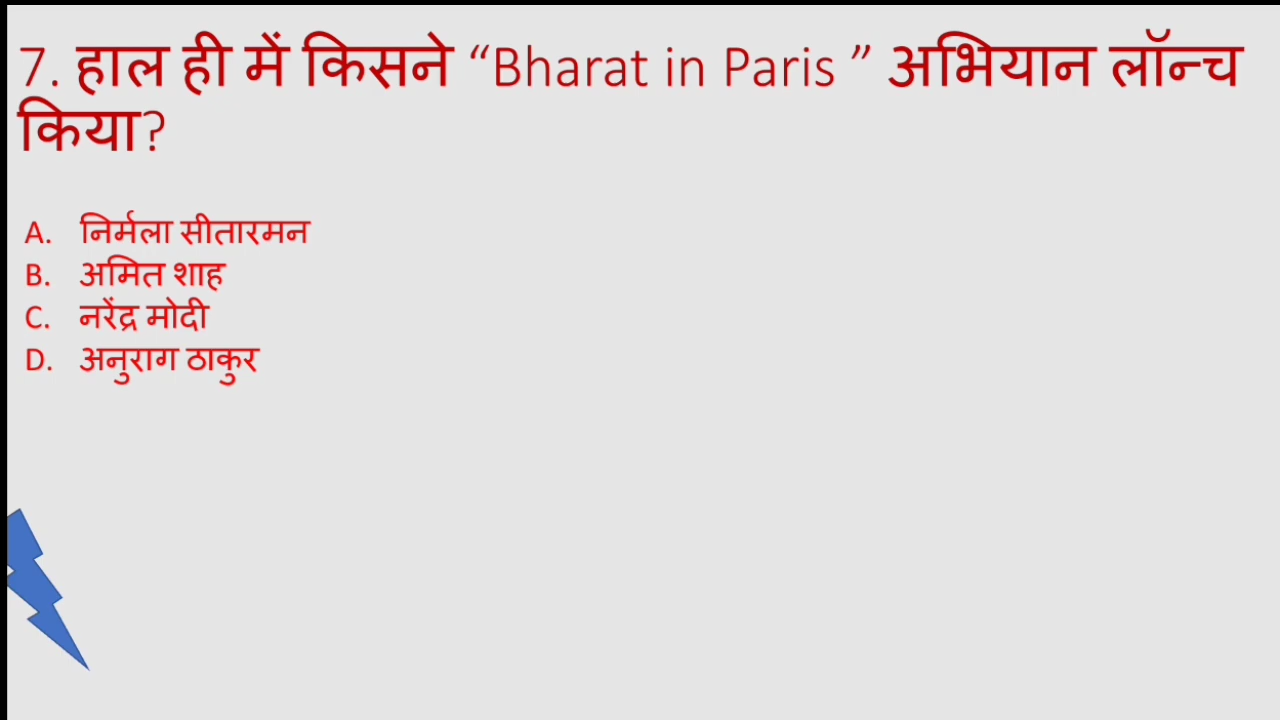 7. हाल ही में किसने “Bharat in Paris ” अभियान लॉन्च
किया?
A. निर्मला सीतारमन
B. अमित शाह
C. नरेंद्र मोदी
D. अनुराग ठाकुर